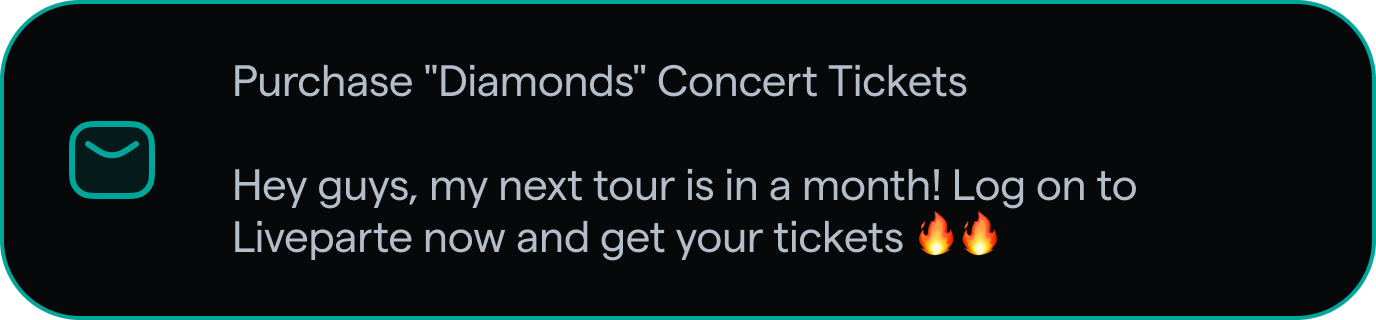 Purchase "Diamonds" Concert Tickets
Hey guys, my next tour is in a month! Log on to
Liveparte now and get your tickets 🔥🔥